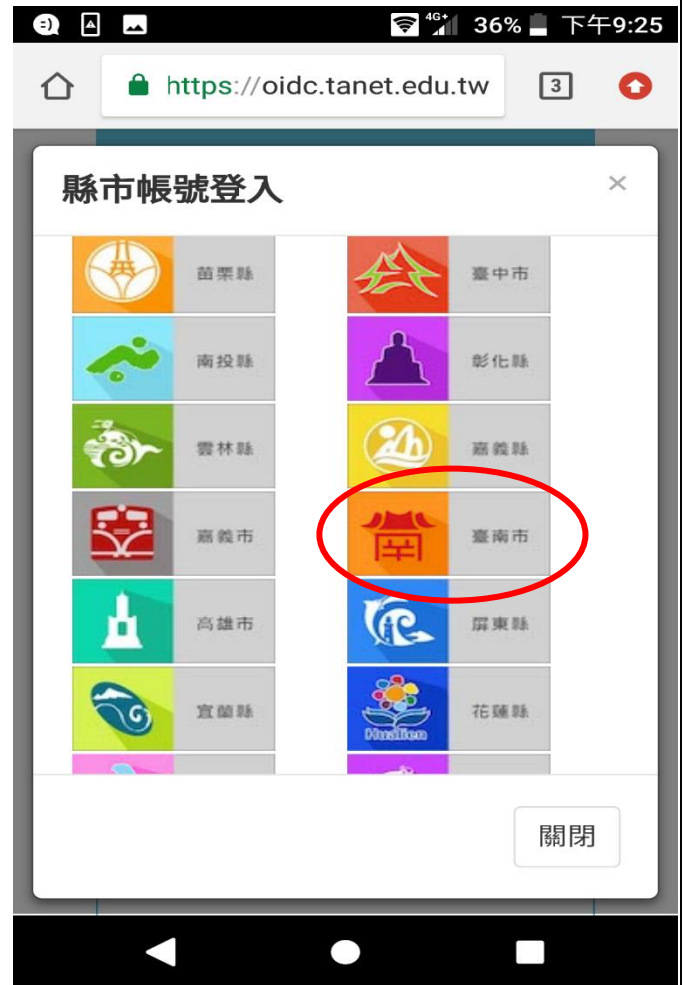 36% 下午9:25
https://oidc.tanet.edu.tw 3
縣市帳號登入 ×
苗栗縣 臺中市
南投縣 彰化縣
雲林縣 嘉義縣
嘉義市 臺南市
高雄市 屏東縣
宜蘭縣 Hualien 花蓮縣
關閉